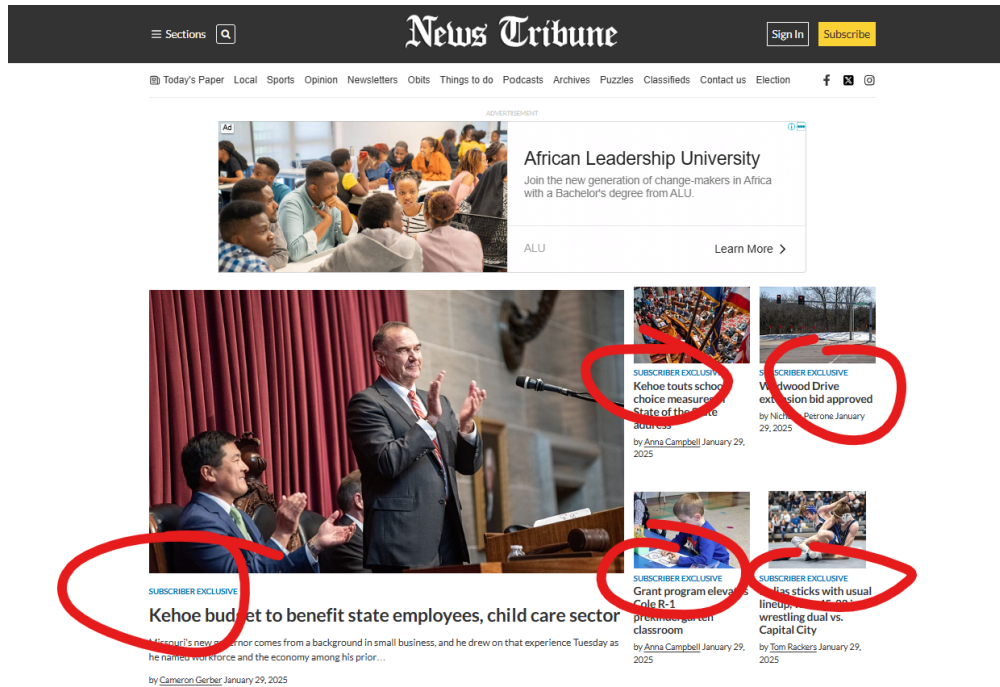 Sections
News Tribune
Sign In
Subscribe
Today's Paper Local Sports Opinion Newsletters Obits Things to do Podcasts Archives Puzzles Classifieds Contact us Election
ADVERTISEMENT
Ad
African Leadership University
Join the new generation of change-makers in Africa
with a Bachelor's degree from ALU.
ALU
Learn More
SUBSCRIBER EXCLUSIVE
Kehoe budget to benefit state employees, child care sector
Missouri's new governor comes from a background in small business, and he drew on that experience Tuesday as
he named workforce and the economy among his prior…
by Cameron Gerber January 29, 2025
SUBSCRIBER EXCLUSIVE
Kehoe touts school
choice measures
State of the State
address
by Anna Campbell January 29,
2025
SUBSCRIBER EXCLUSIVE
Wildwood Drive
extension bid approved
by Petrone January
29, 2025
SUBSCRIBER EXCLUSIVE
Grant program elevates
Cole R-1
prekindergarten
classroom
by Anna Campbell January 29,
2025
SUBSCRIBER EXCLUSIVE
sticks with usual
lineup,
wrestling dual vs.
Capital City
by Tom Rackers January 29,
2025